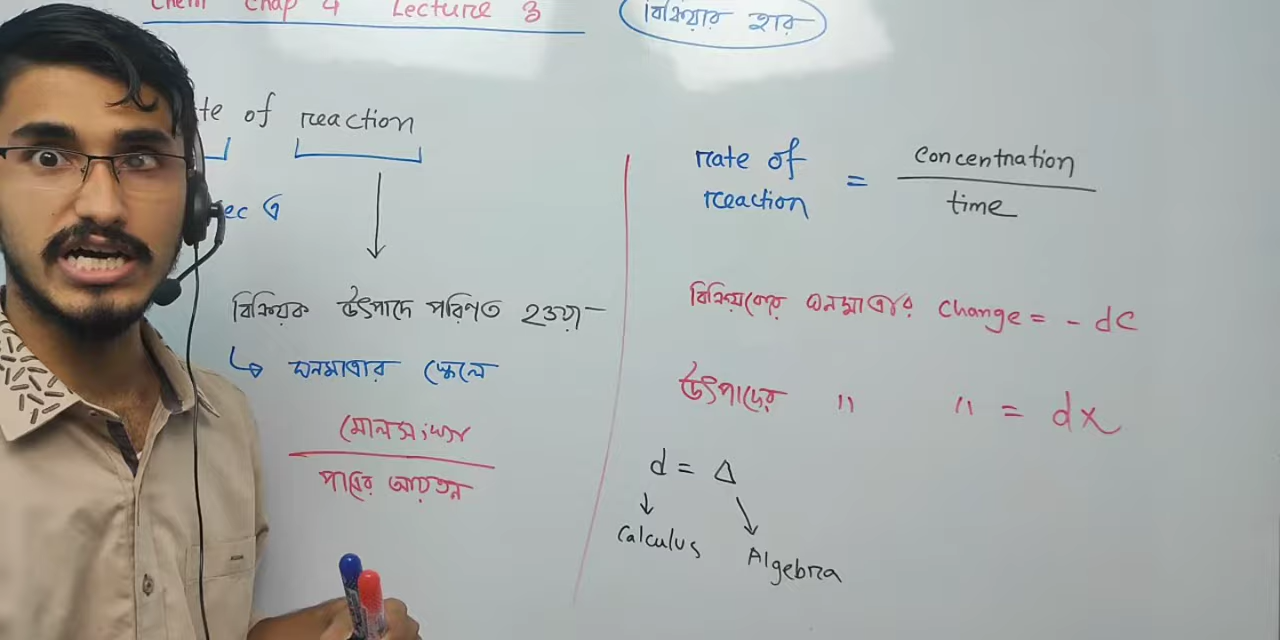 Chem Chap 4 Lecture 3
বিক্রিয়ার হার
of reaction
বিক্রিয়ক উৎপাদে পরিণত হওয়া
ঘনমাত্রার স্কেলে
মোলসংখ্যা
পাত্রের আয়তন
rate of reaction = concentration
time
বিক্রিয়কের ঘনমাত্রার change = - dc
উৎপাদের " " = dx
d = Δ
Calculus
Algebra